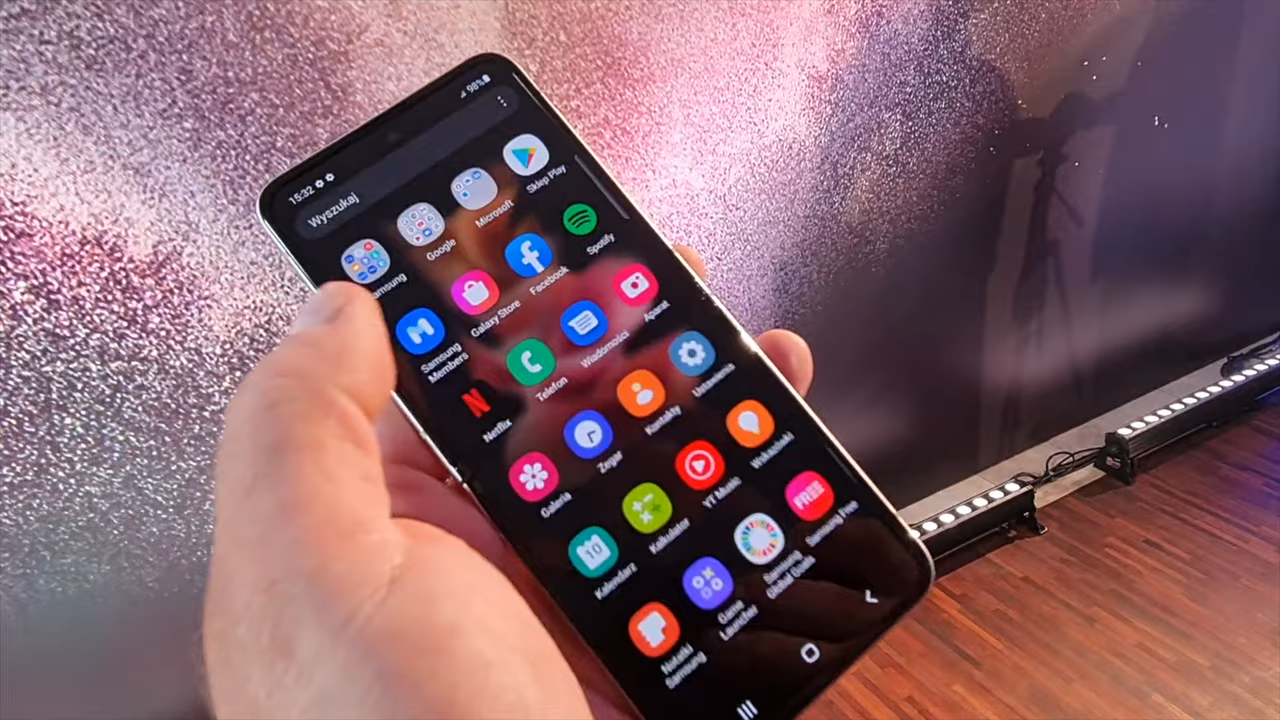 15:32
98%
Wyszukaj
Samsung
Google
Microsoft
Sklep Play
Samsung
Members
Galaxy Store
Facebook
Spotify
Netflix
Telefon
Wiadomości
Aparat
Galeria
Zegar
Kontakty
Ustawienia
10
Kalendarz
Kalkulator
YT Music
Wskazówki
Notatki
Samsung
Game
Launcher
Samsung
Global Goals
FREE
Samsung Free